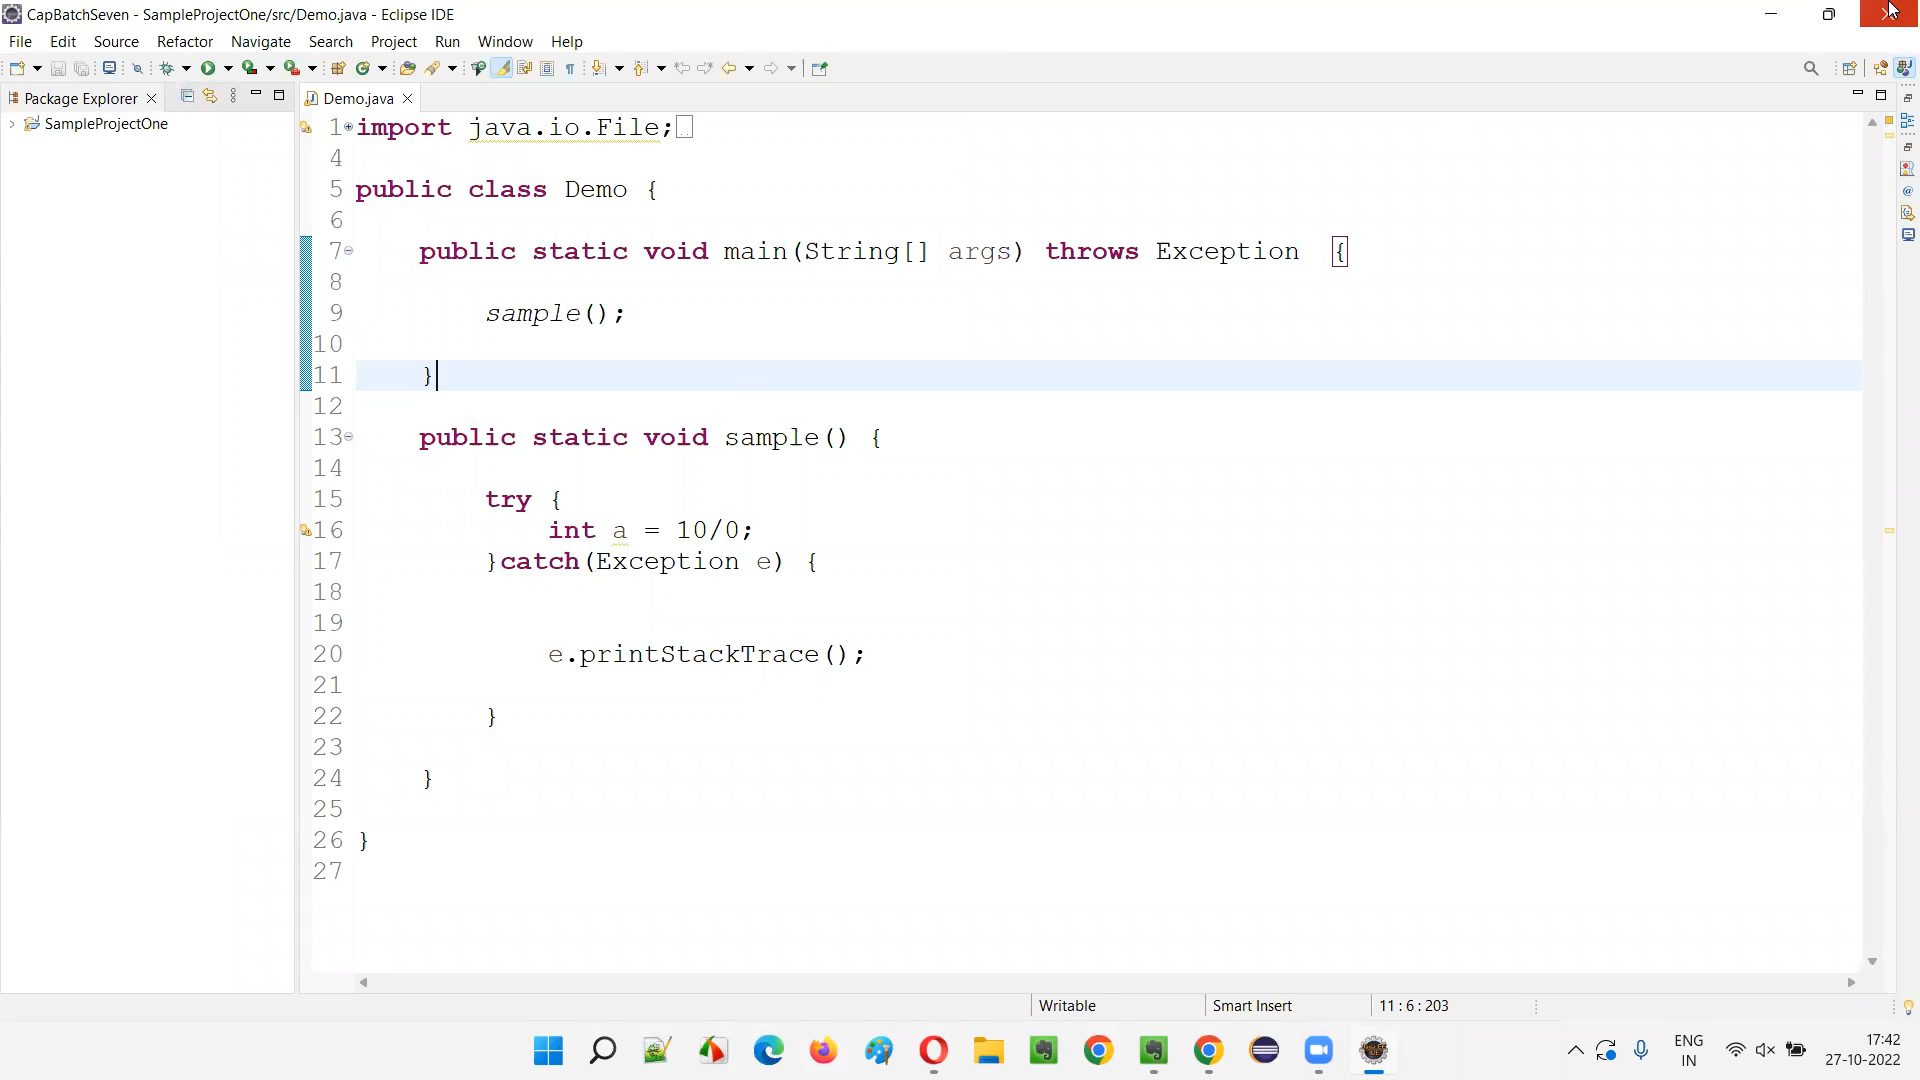 CapBatchSeven - SampleProjectOne/src/Demo.java - Eclipse IDE
File Edit Source Refactor Navigate Search Project Run Window Help
Package Explorer
Demo.java
SampleProjectOne
1 import java.io.File;
4
5 public class Demo {
6
7 public static void main(String[] args) throws Exception {
8
9 sample();
10
11 }
12
13 public static void sample() {
14
15 try {
16 int a = 10/0;
17 }catch(Exception e) {
18
19
20 e.printStackTrace();
21
22 }
23
24 }
25
26 }
27
Writable Smart Insert 11 : 6 : 203
ENG 17:42
IN 27-10-2022